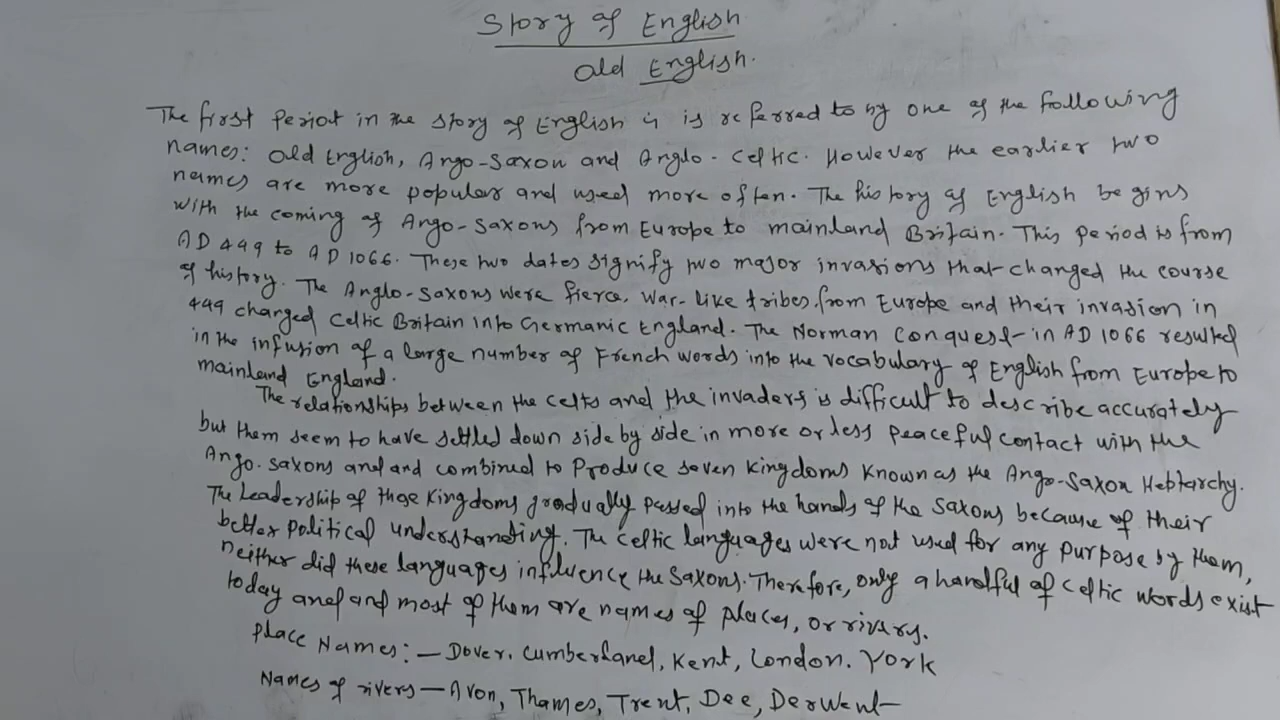 Story of English
Old English.
The first Periot in the story of English is is referred to by one of the following
names: Old English, Ango-Saxon and Anglo-Celtic. However the earlier two
names are more popular and used more often. The history of English begins
with the coming of Ango-Saxons from Europe to mainland Britain. This period is from
AD 449 to AD 1066. These two dates signify two major invasions that changed the course
of history. The Anglo-Saxons were fierce, war-like tribes, from Europe and their invasion in
449 changed Celtic Britain into Germanic England. The Norman Conquest in AD 1066 resulted
in the infusion of a large number of French words into the vocabulary of English from Europe to
mainland England.
The relationships between the Celts and the invaders is difficult to describe accurately
but them seem to have settled down side by side in more or less peaceful contact with the
Ango-Saxons and and combined to produce seven kingdoms known as the Ango-Saxon Hebtarchy.
The Leadership of thoe kingdoms gradually passed into the hands of the Saxons because of their
better political understanding. The Celtic languages were not used for any purpose by them,
neither did these languages influence the Saxons. Therefore, only a handful of Celtic words exist
today and and most of them are names of places, or rivers.
Place Names:- Dover, Cumberland, Kent, London. York
Names of rivers - Avon, Thames, Trent, Dee, Derwent